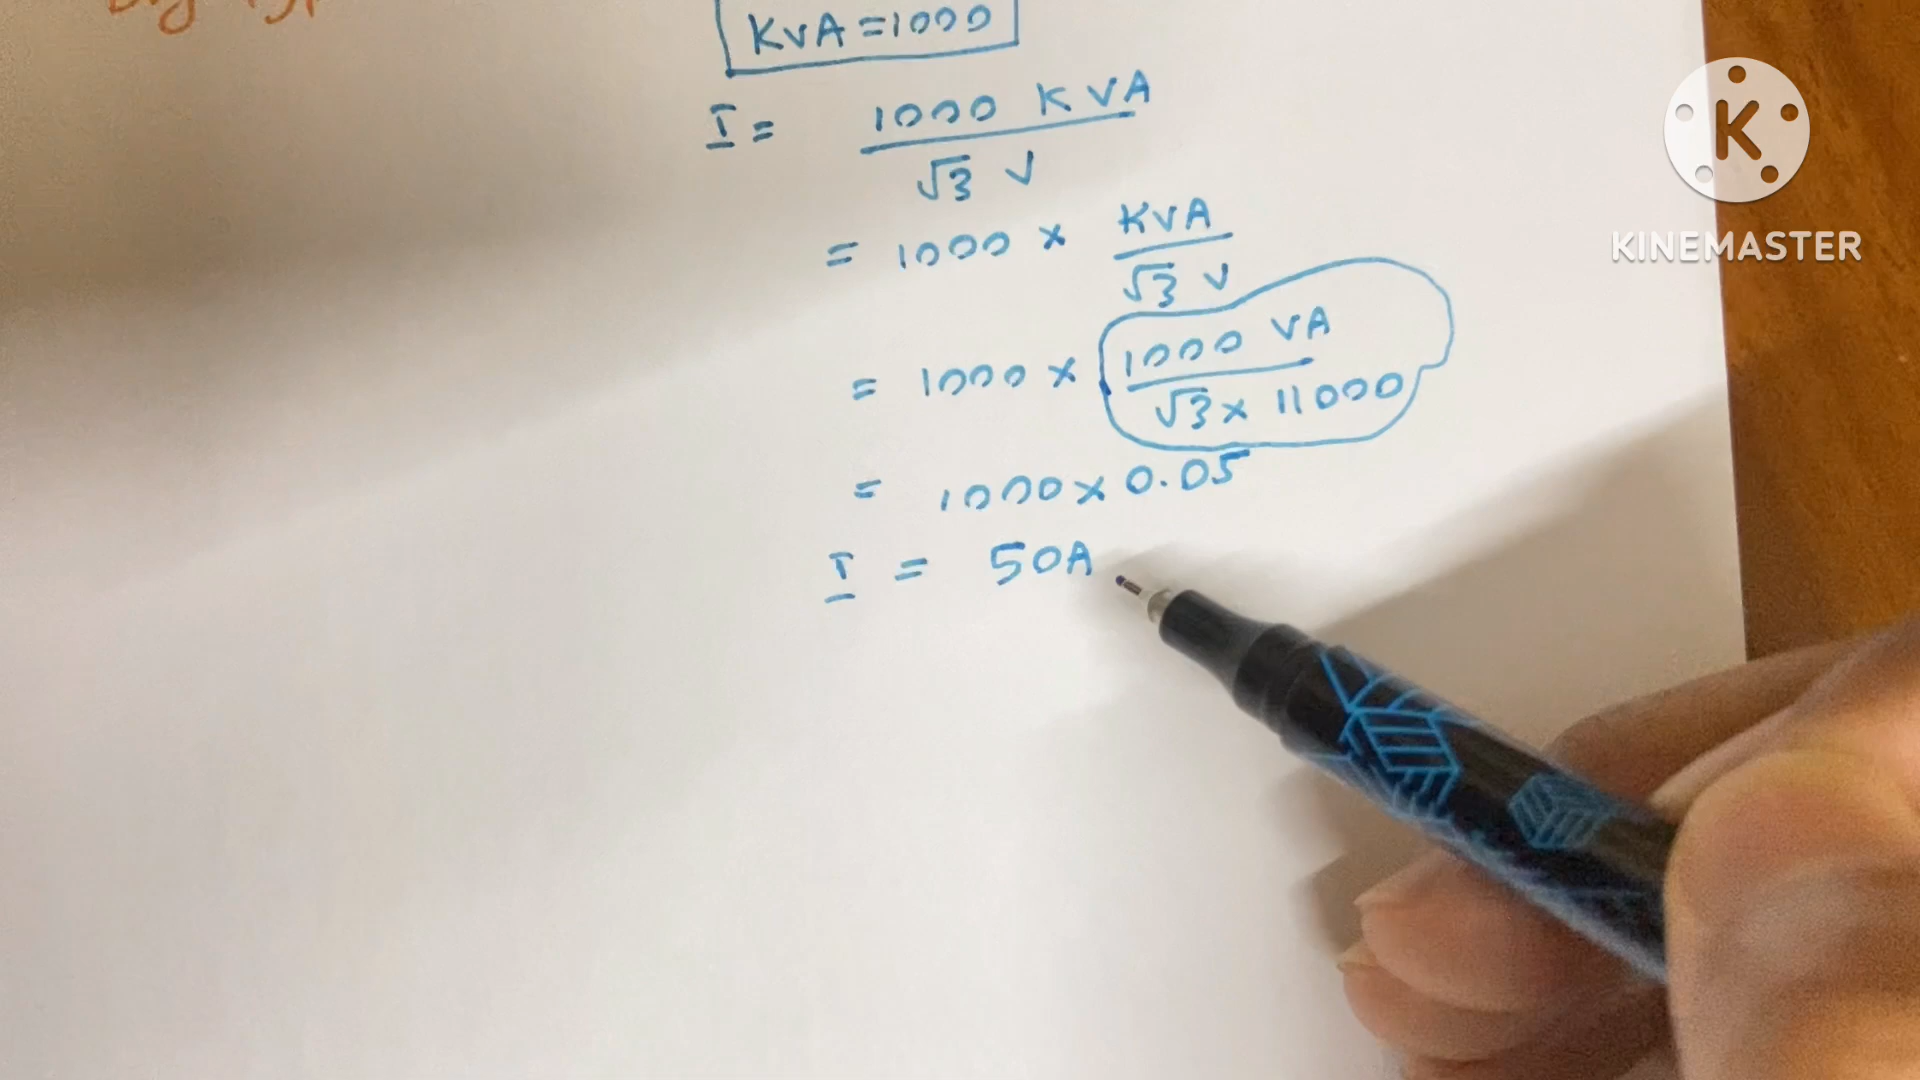 KVA=1000
I = 1000 KVA / √3 V
= 1000 × KVA / √3 V
= 1000 × 1000 VA / √3 × 11000
= 1000 × 0.05
I = 50A
K
KINEMASTER